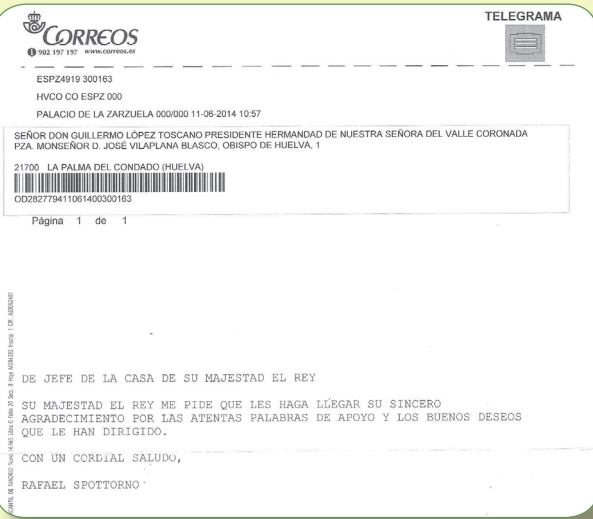 CORREOS
902 197 197 www.correos.es
TELEGRAMA
ESPZ4919 300163
HVCO CO ESPZ 000
PALACIO DE LA ZARZUELA 000/000 11-06-2014 10:57
SEÑOR DON GUILLERMO LÓPEZ TOSCANO PRESIDENTE HERMANDAD DE NUESTRA SEÑORA DEL VALLE CORONADA
PZA. MONSEÑOR D. JOSÉ VILAPLANA BLASCO, OBISPO DE HUELVA, 1
21700 LA PALMA DEL CONDADO (HUELVA)
OD282779411061400300163
Página 1 de 1
DE JEFE DE LA CASA DE SU MAJESTAD EL REY
SU MAJESTAD EL REY ME PIDE QUE LES HAGA LLEGAR SU SINCERO
AGRADECIMIENTO POR LAS ATENTAS PALABRAS DE APOYO Y LOS BUENOS DESEOS
QUE LE HAN DIRIGIDO.
CON UN CORDIAL SALUDO,
RAFAEL SPOTTORNO